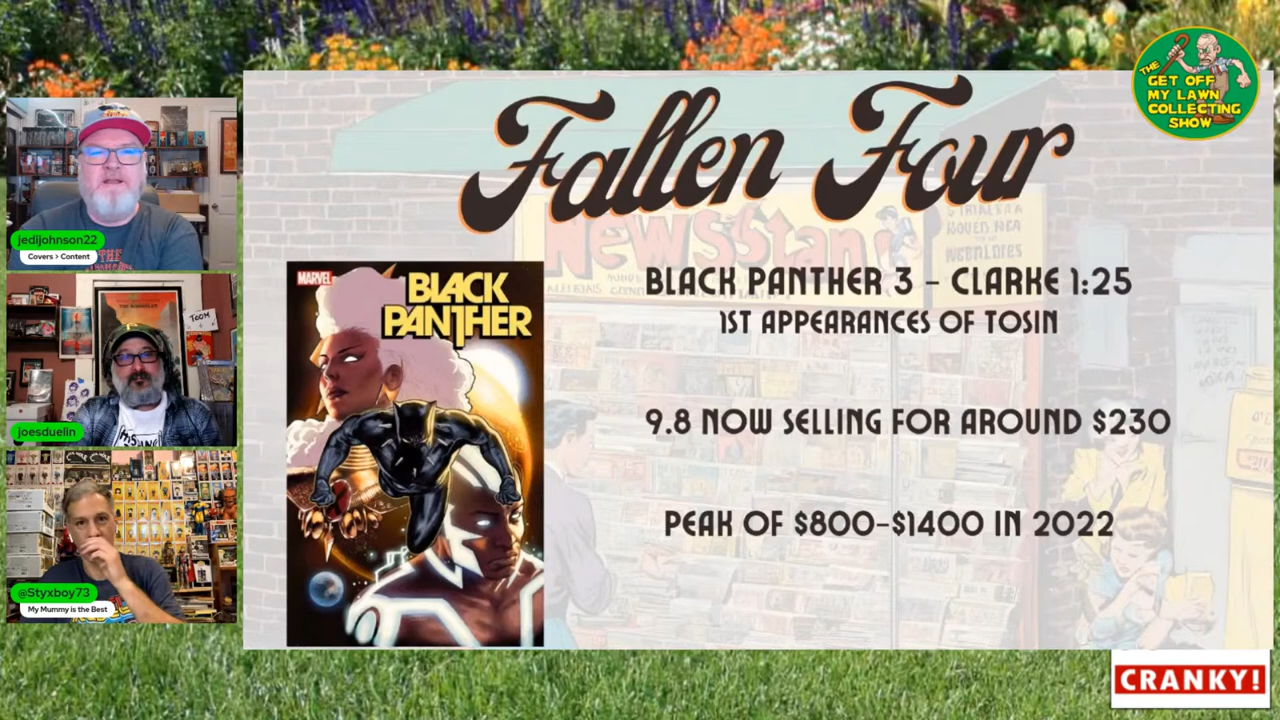 THE
GET OFF
MY LAWN
COLLECTING
SHOW
Fallen Four
Newsstand
jedijohnson22
Covers > Content
MARVEL
BLACK
PANTHER
BLACK PANTHER 3 - CLARKE 1:25
1ST APPEARANCES OF TOSIN
9.8 NOW SELLING FOR AROUND $230
PEAK OF $800-$1400 IN 2022
TOOM
joesduelin
@Styxboy73
My Mummy is the Best
CRANKY!